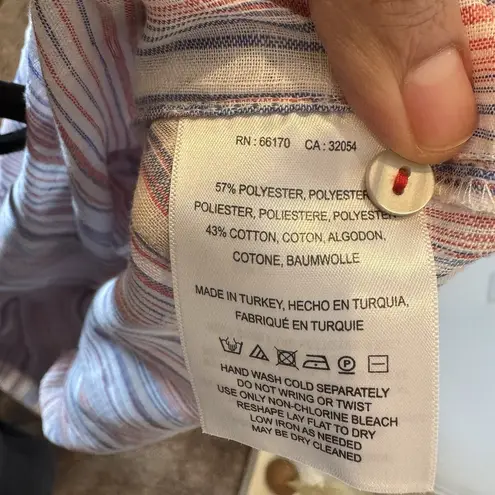 RN : 66170 CA : 32054
57% POLYESTER, POLYESTER
POLIESTER, POLIESTERE, POLYESTER,
43% COTTON, COTON, ALGODON,
COTONE, BAUMWOLLE
MADE IN TURKEY, HECHO EN TURQUIA,
FABRIQUÉ EN TURQUIE
HAND WASH COLD SEPARATELY
DO NOT WRING OR TWIST
USE ONLY NON-CHLORINE BLEACH
RESHAPE LAY FLAT TO DRY
LOW IRON AS NEEDED
MAY BE DRY CLEANED